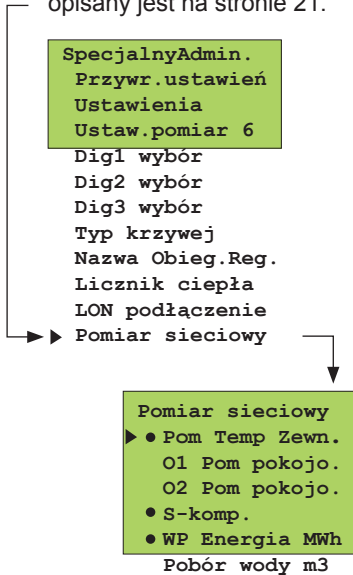 opisany jest na stronie 21.
SpecjalnyAdmin.
Przywr.ustawień
Ustawienia
Ustaw.pomiar 6
Dig1 wybór
Dig2 wybór
Dig3 wybór
Typ krzywej
Nazwa Obieg.Reg.
Licznik ciepła
LON podłączenie
Pomiar sieciowy
Pomiar sieciowy
Pom Temp Zewn.
O1 Pom pokojo.
O2 Pom pokojo.
S-komp.
WP Energia MWh
Pobór wody m3